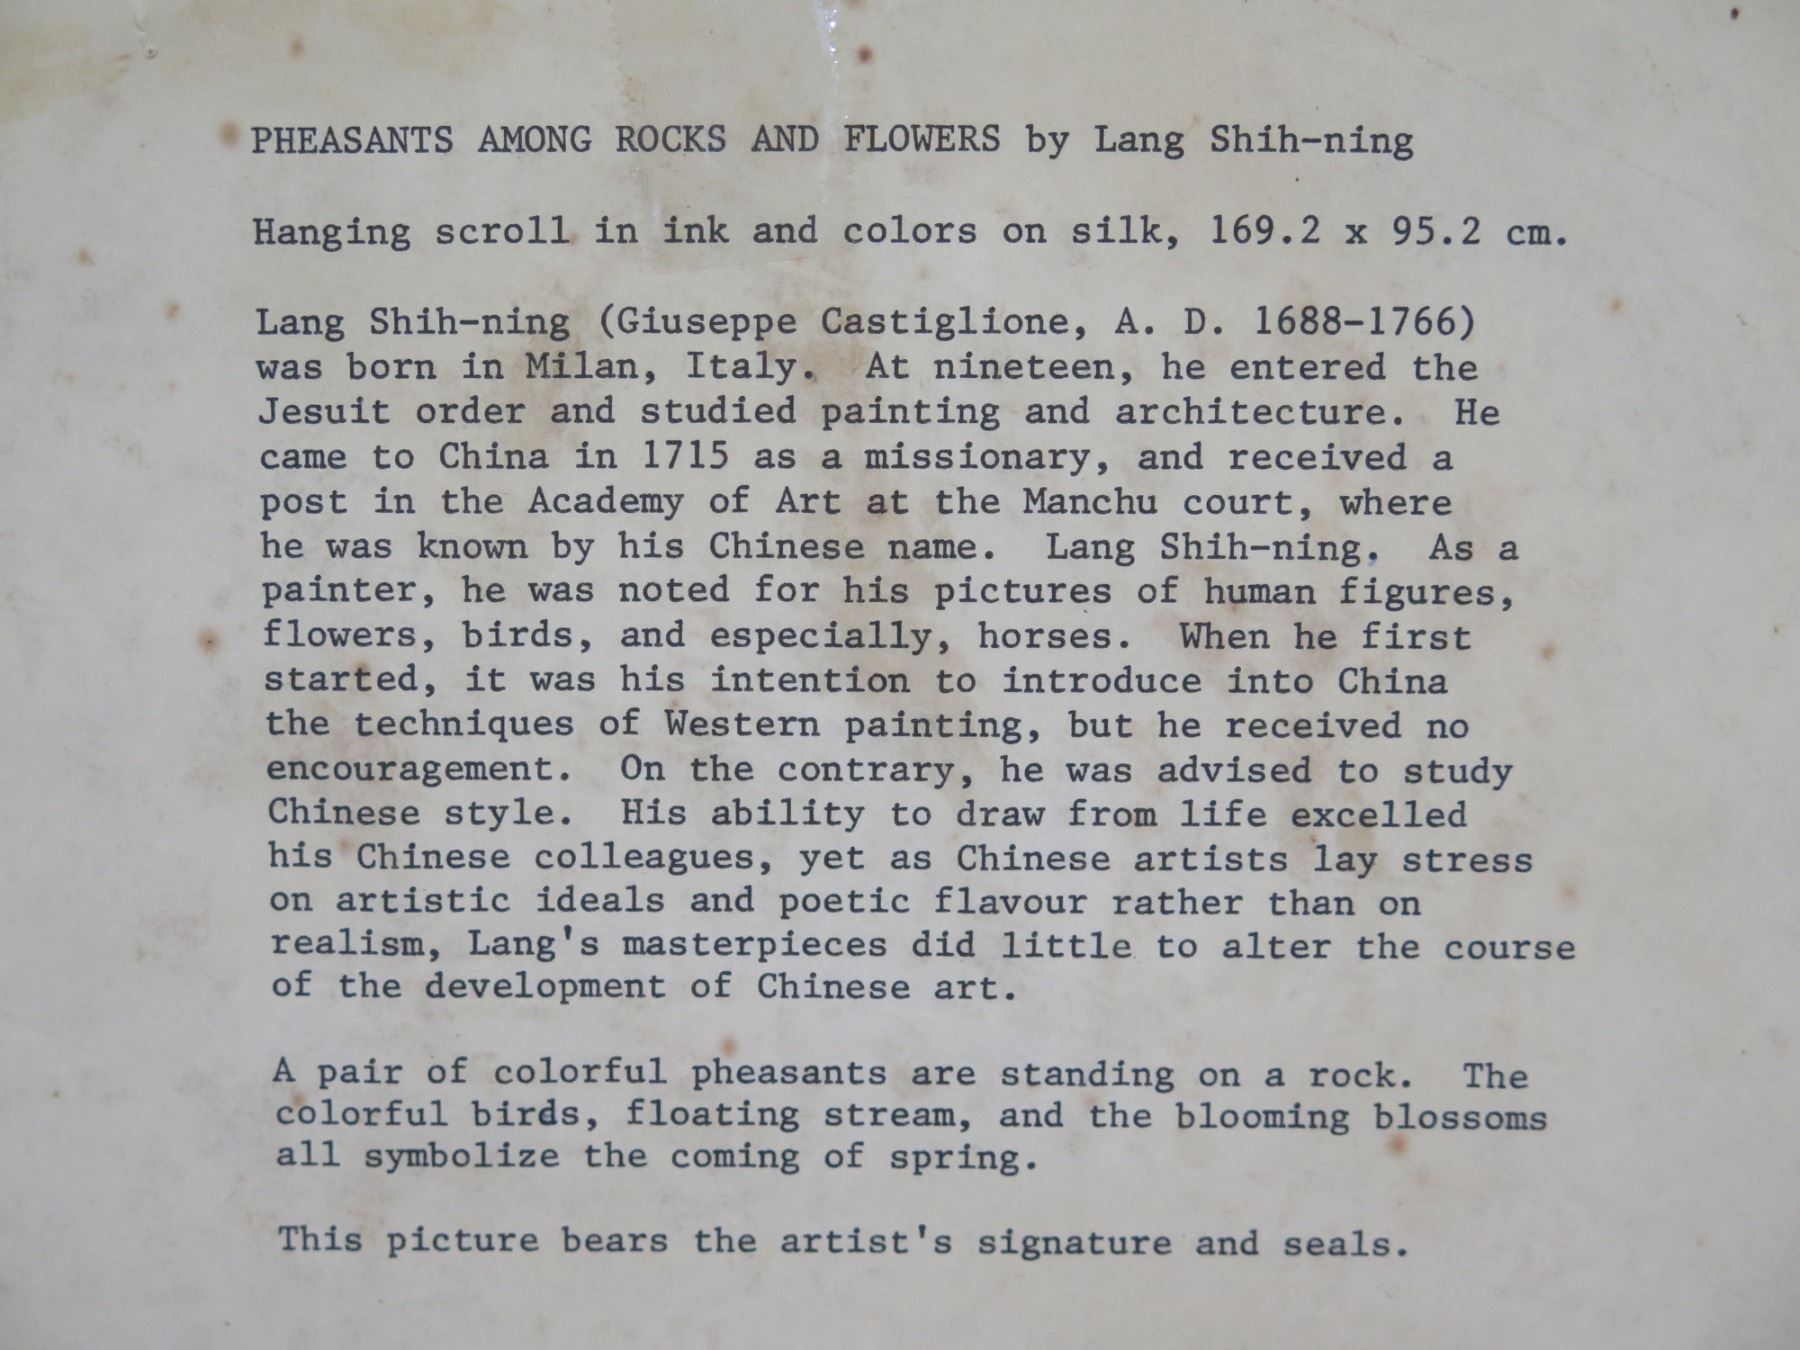 PHEASANTS AMONG ROCKS AND FLOWERS by Lang Shih-ning
Hanging scroll in ink and colors on silk, 169.2 x 95.2 cm.
Lang Shih-ning (Giuseppe Castiglione, A. D. 1688-1766)
was born in Milan, Italy. At nineteen, he entered the
Jesuit order and studied painting and architecture. He
came to China in 1715 as a missionary, and received a
post in the Academy of Art at the Manchu court, where
he was known by his Chinese name. Lang Shih-ning. As a
painter, he was noted for his pictures of human figures,
flowers, birds, and especially, horses. When he first
started, it was his intention to introduce into China
the techniques of Western painting, but he received no
encouragement. On the contrary, he was advised to study
Chinese style. His ability to draw from life excelled
his Chinese colleagues, yet as Chinese artists lay stress
on artistic ideals and poetic flavour rather than on
realism, Lang's masterpieces did little to alter the course
of the development of Chinese art.
A pair of colorful pheasants are standing on a rock. The
colorful birds, floating stream, and the blooming blossoms
all symbolize the coming of spring.
This picture bears the artist's signature and seals.